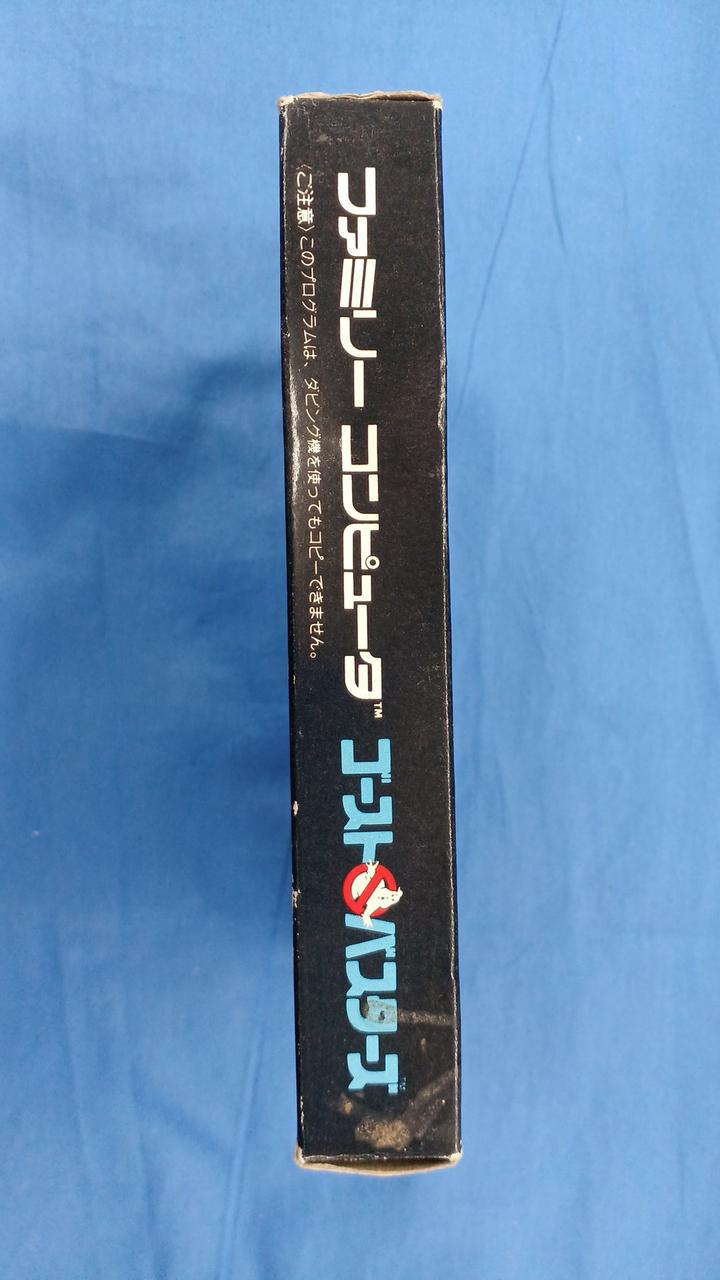 ファミリー コンピュータ™ ゴーストバスターズ™
〈ご注意〉このプログラムは、ダビング機を使ってもコピーできません。